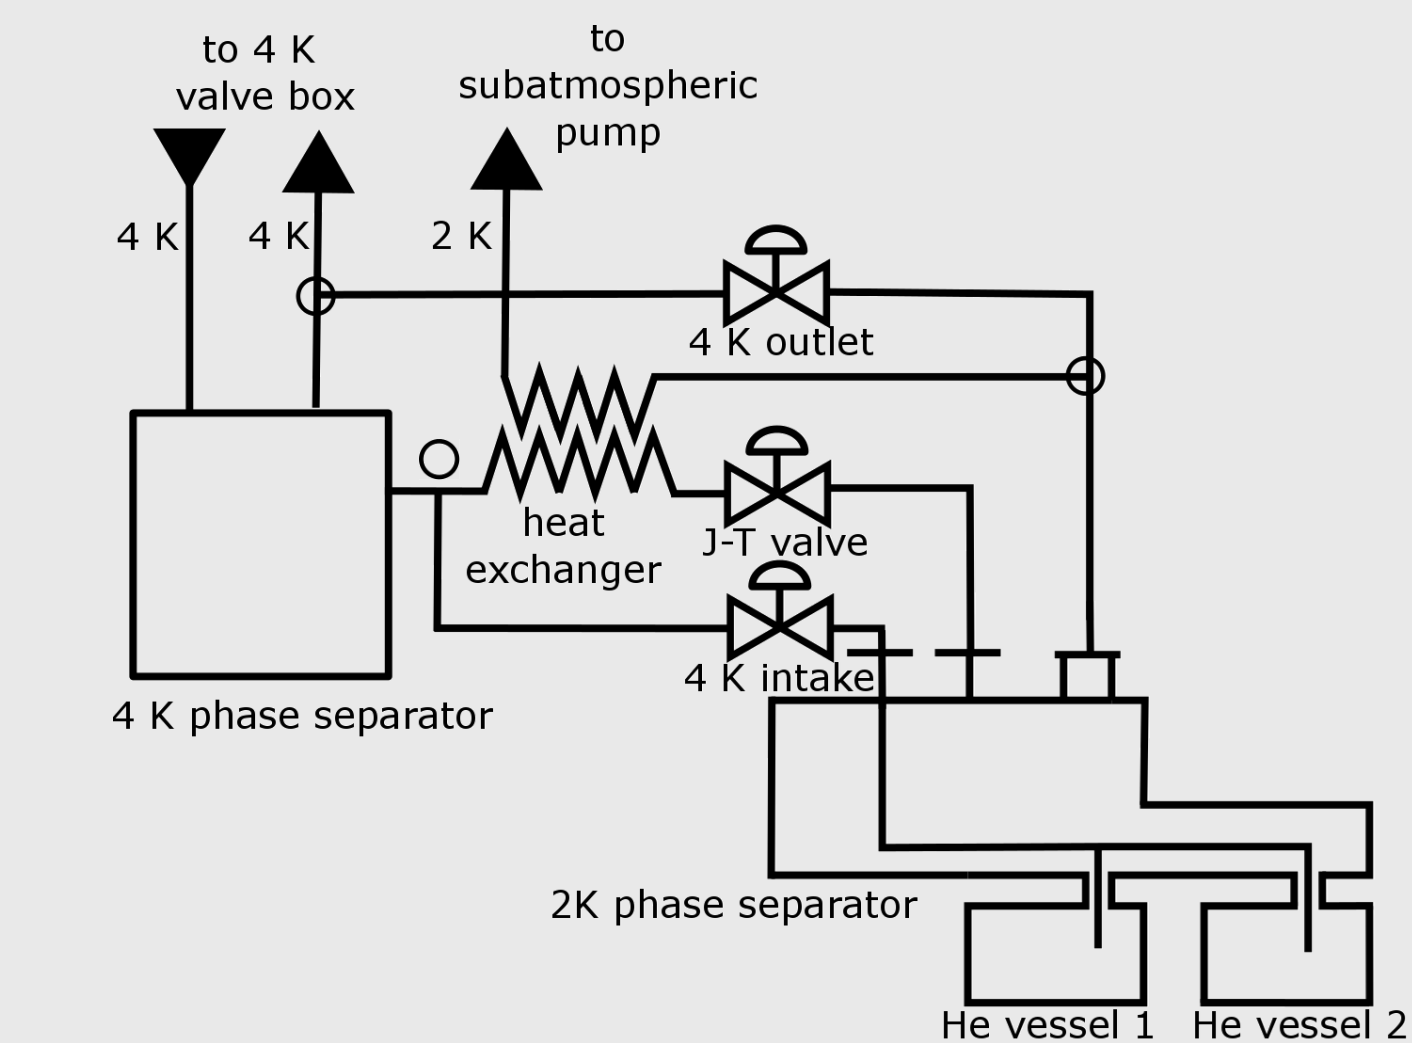 to 4 K
valve box
to
subatmospheric
pump
4 K
4 K
2 K
4 K outlet
heat
exchanger
J-T valve
4 K intake
4 K phase separator
2K phase separator
He vessel 1
He vessel 2